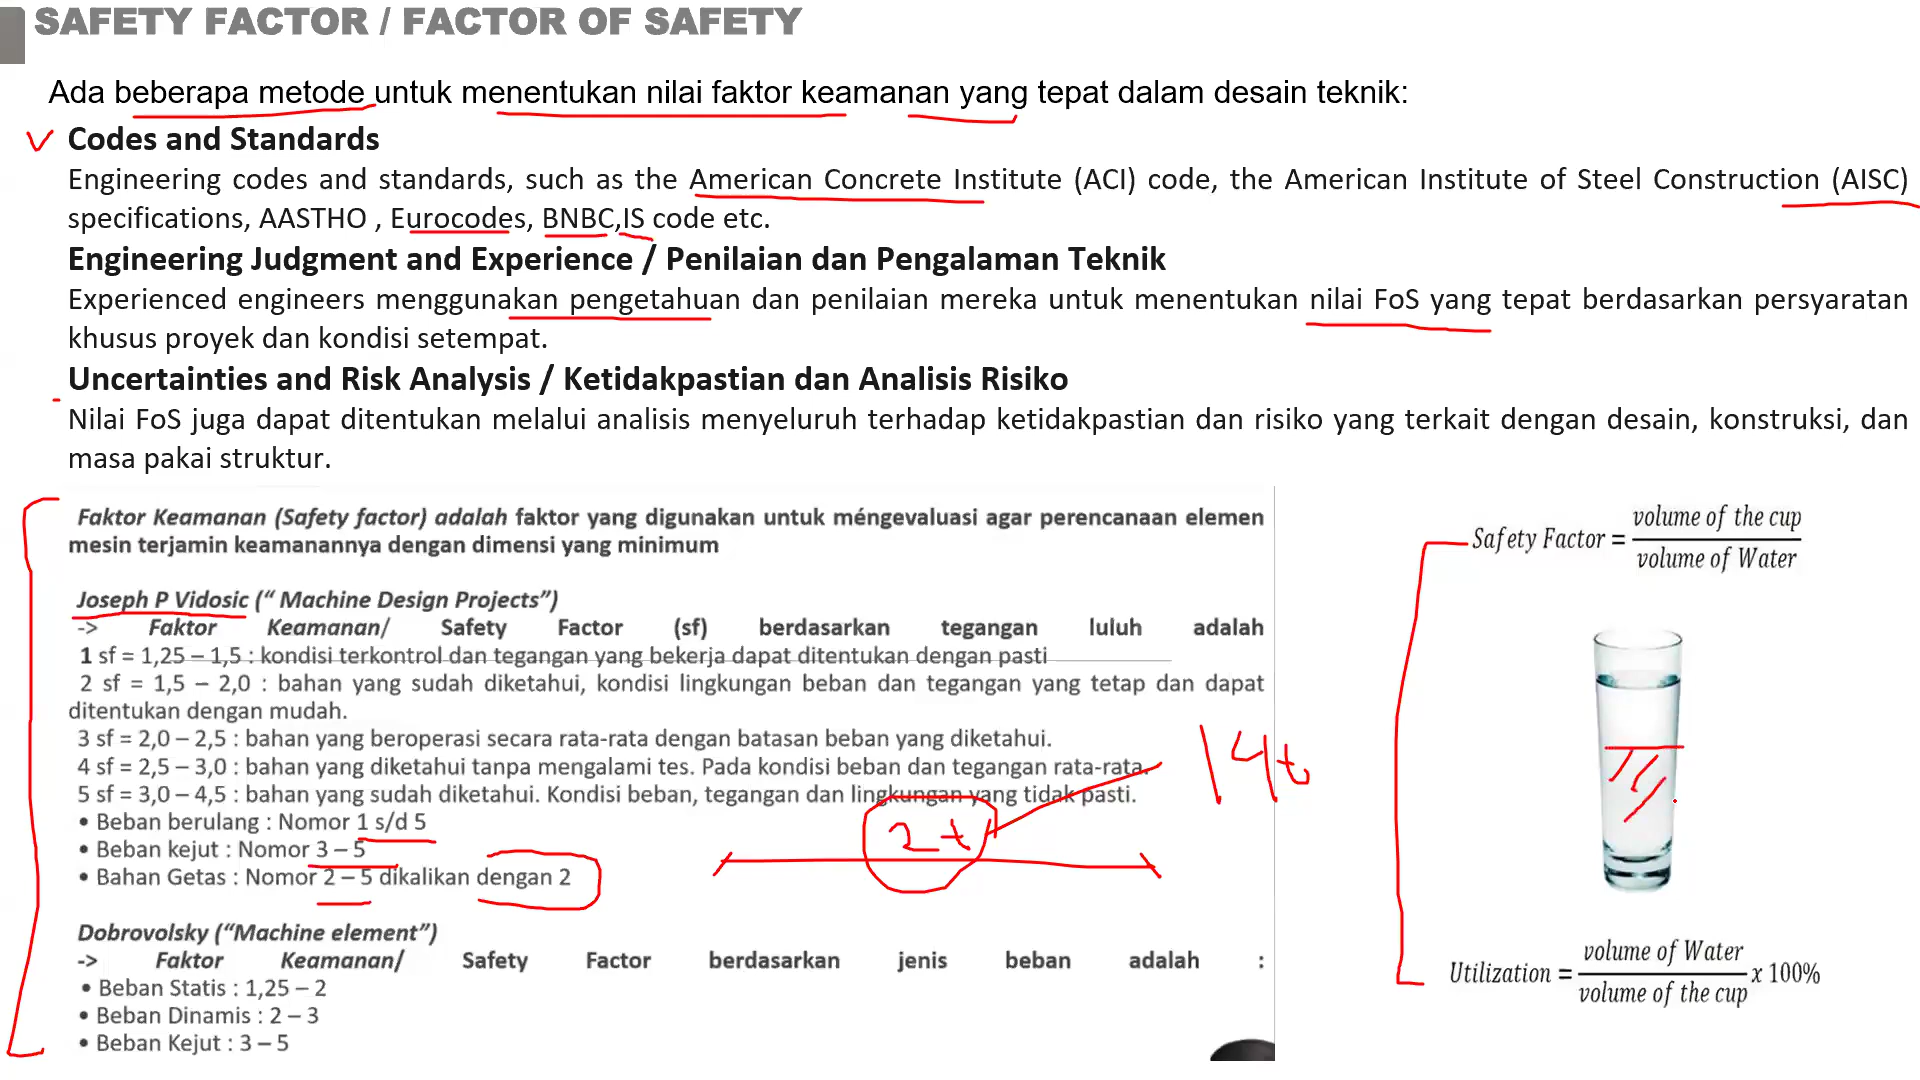 SAFETY FACTOR / FACTOR OF SAFETY
Ada beberapa metode untuk menentukan nilai faktor keamanan yang tepat dalam desain teknik:
Codes and Standards
Engineering codes and standards, such as the American Concrete Institute (ACI) code, the American Institute of Steel Construction (AISC)
specifications, AASTHO , Eurocodes, BNBC,IS code etc.
Engineering Judgment and Experience / Penilaian dan Pengalaman Teknik
Experienced engineers menggunakan pengetahuan dan penilaian mereka untuk menentukan nilai FoS yang tepat berdasarkan persyaratan
khusus proyek dan kondisi setempat.
Uncertainties and Risk Analysis / Ketidakpastian dan Analisis Risiko
Nilai FoS juga dapat ditentukan melalui analisis menyeluruh terhadap ketidakpastian dan risiko yang terkait dengan desain, konstruksi, dan
masa pakai struktur.
Faktor Keamanan (Safety factor) adalah faktor yang digunakan untuk méngevaluasi agar perencanaan elemen
mesin terjamin keamanannya dengan dimensi yang minimum
Joseph P Vidosic (“ Machine Design Projects”)
-> Faktor Keamanan/ Safety Factor (sf) berdasarkan tegangan luluh adalah
1 sf = 1,25 – 1,5 : kondisi terkontrol dan tegangan yang bekerja dapat ditentukan dengan pasti
2 sf = 1,5 – 2,0 : bahan yang sudah diketahui, kondisi lingkungan beban dan tegangan yang tetap dan dapat
ditentukan dengan mudah.
3 sf = 2,0 – 2,5 : bahan yang beroperasi secara rata-rata dengan batasan beban yang diketahui.
4 sf = 2,5 – 3,0 : bahan yang diketahui tanpa mengalami tes. Pada kondisi beban dan tegangan rata-rata.
5 sf = 3,0 – 4,5 : bahan yang sudah diketahui. Kondisi beban, tegangan dan lingkungan yang tidak pasti.
• Beban berulang : Nomor 1 s/d 5
• Beban kejut : Nomor 3 – 5
• Bahan Getas : Nomor 2 – 5 dikalikan dengan 2
2 t
14t
Dobrovolsky (“Machine element”)
-> Faktor Keamanan/ Safety Factor berdasarkan jenis beban adalah :
• Beban Statis : 1,25 – 2
• Beban Dinamis : 2 – 3
• Beban Kejut : 3 – 5
Safety Factor = volume of the cup
volume of Water
Utilization = volume of Water x 100%
volume of the cup